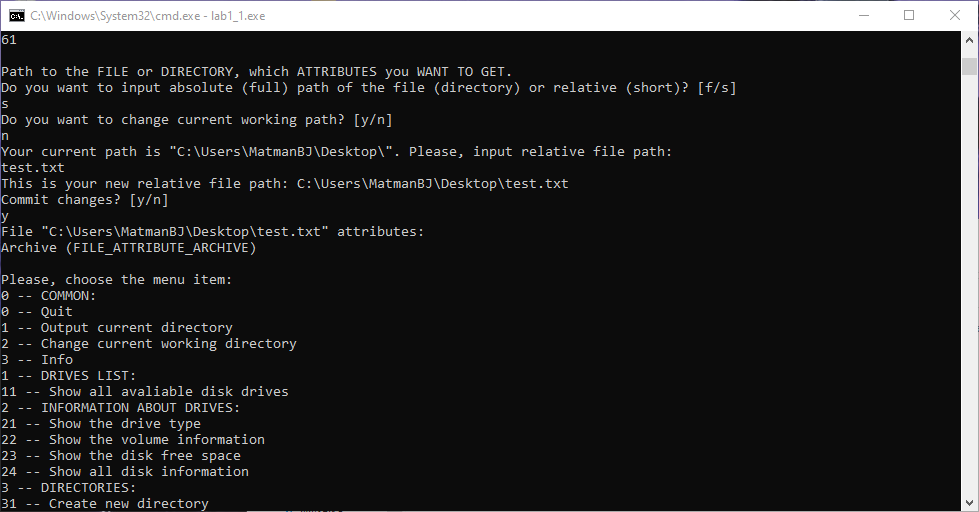 C:\Windows\System32\cmd.exe - lab1_1.exe
61
Path to the FILE or DIRECTORY, which ATTRIBUTES you WANT TO GET.
Do you want to input absolute (full) path of the file (directory) or relative (short)? [f/s]
s
Do you want to change current working path? [y/n]
n
Your current path is "C:\Users\MatmanBJ\Desktop\". Please, input relative file path:
test.txt
This is your new relative file path: C:\Users\MatmanBJ\Desktop\test.txt
Commit changes? [y/n]
y
File "C:\Users\MatmanBJ\Desktop\test.txt" attributes:
Archive (FILE_ATTRIBUTE_ARCHIVE)
Please, choose the menu item:
0 -- COMMON:
0 -- Quit
1 -- Output current directory
2 -- Change current working directory
3 -- Info
1 -- DRIVES LIST:
11 -- Show all avaliable disk drives
2 -- INFORMATION ABOUT DRIVES:
21 -- Show the drive type
22 -- Show the volume information
23 -- Show the disk free space
24 -- Show all disk information
3 -- DIRECTORIES:
31 -- Create new directory